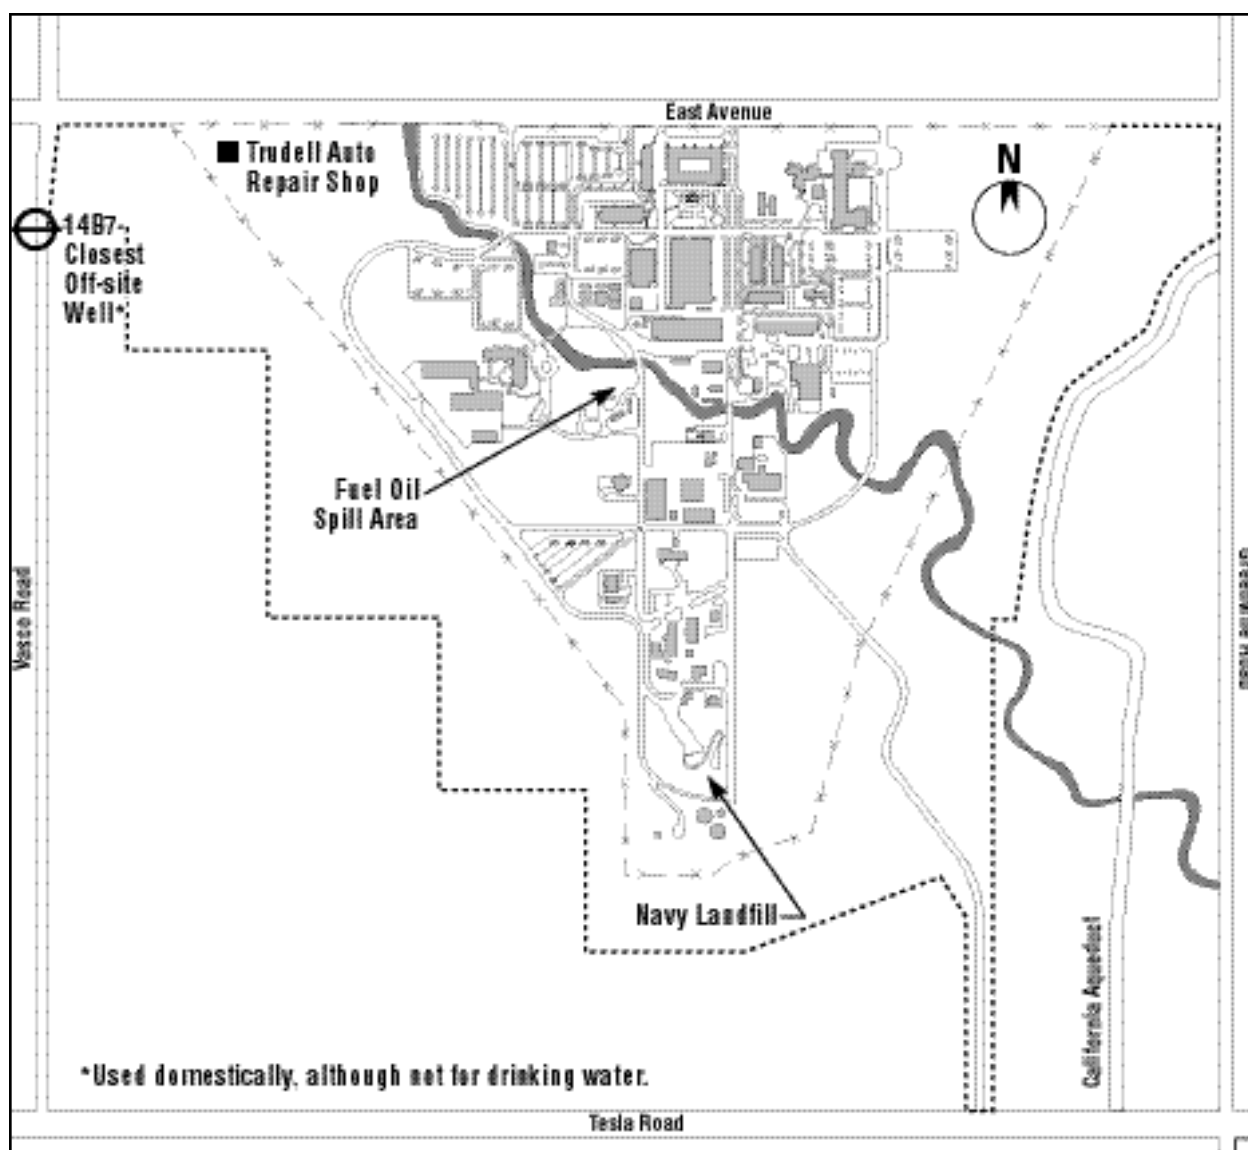 East Avenue
Trudell Auto
Repair Shop
N
14B7-
Closest
Off-site
Well*
Fuel Oil
Spill Area
Vasco Road
Navy Landfill
California Aqueduct
*Used domestically, although not for drinking water.
Tesla Road